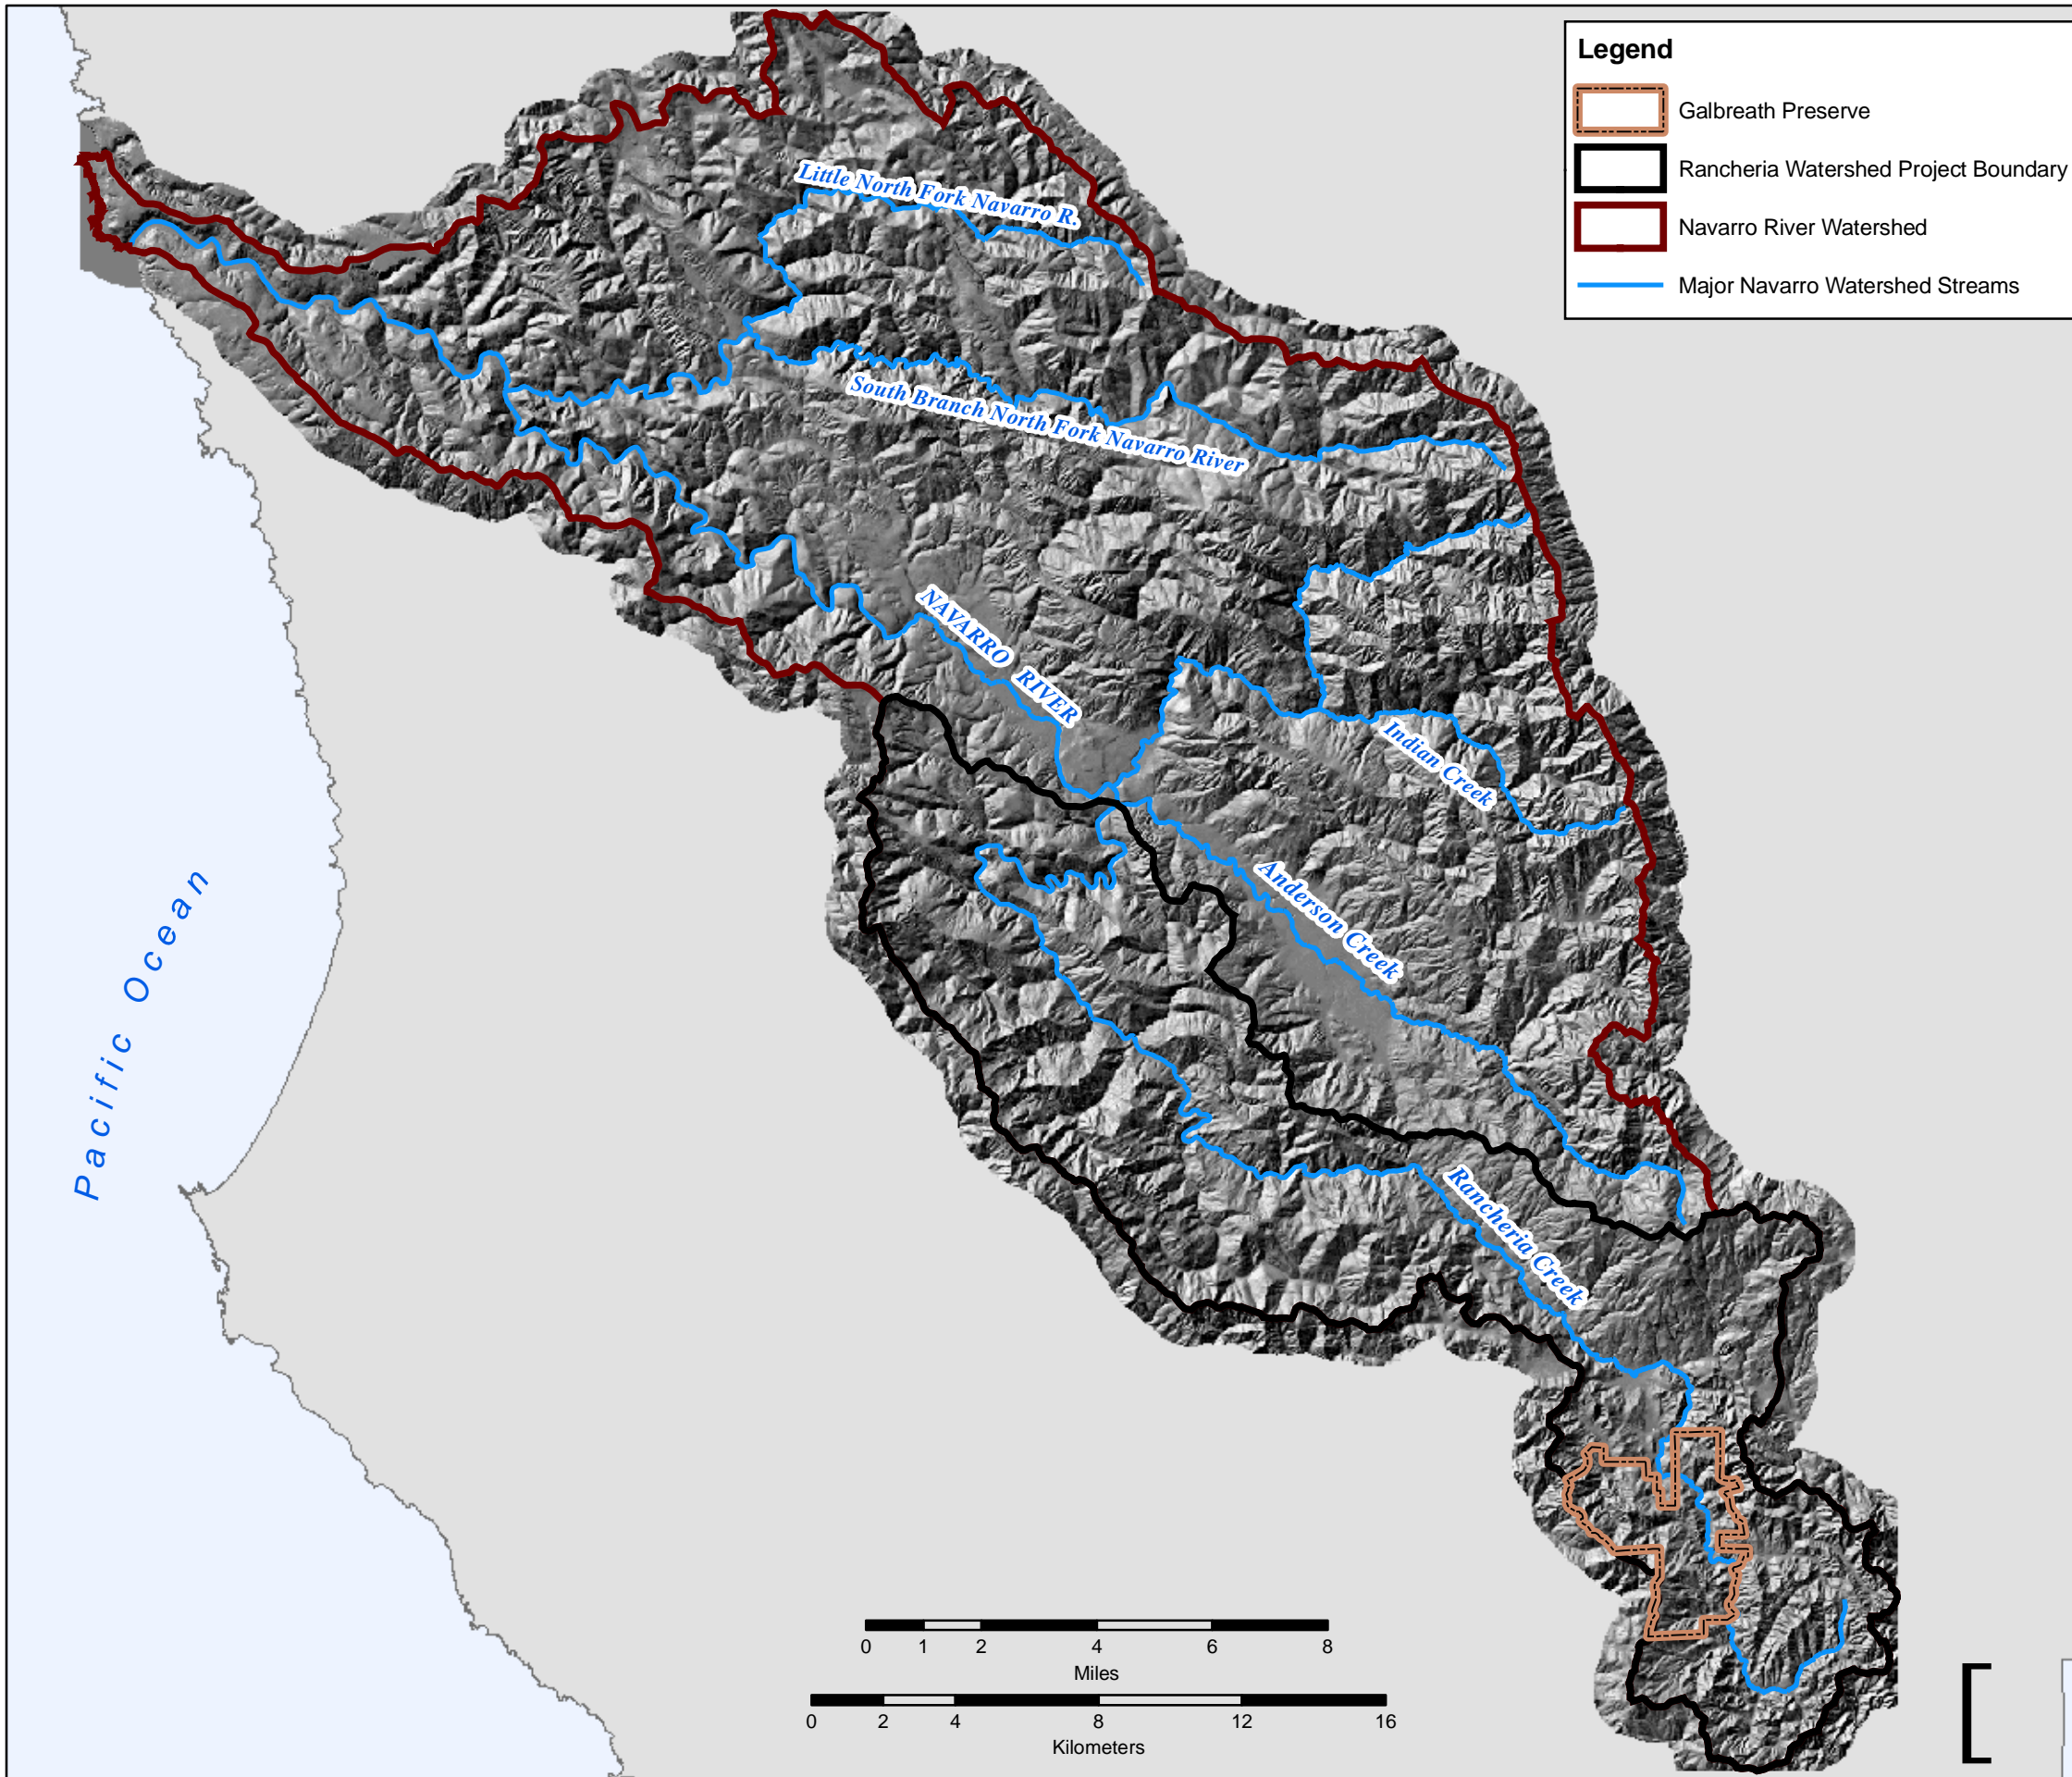 Legend
Galbreath Preserve
Rancheria Watershed Project Boundary
Navarro River Watershed
Major Navarro Watershed Streams
Little North Fork Navarro R.
South Branch North Fork Navarro River
NAVARRO RIVER
Indian Creek
Anderson Creek
Pacific Ocean
Rancheria Creek
0 1 2 4 6 8
Miles
0 2 4 8 12 16
Kilometers